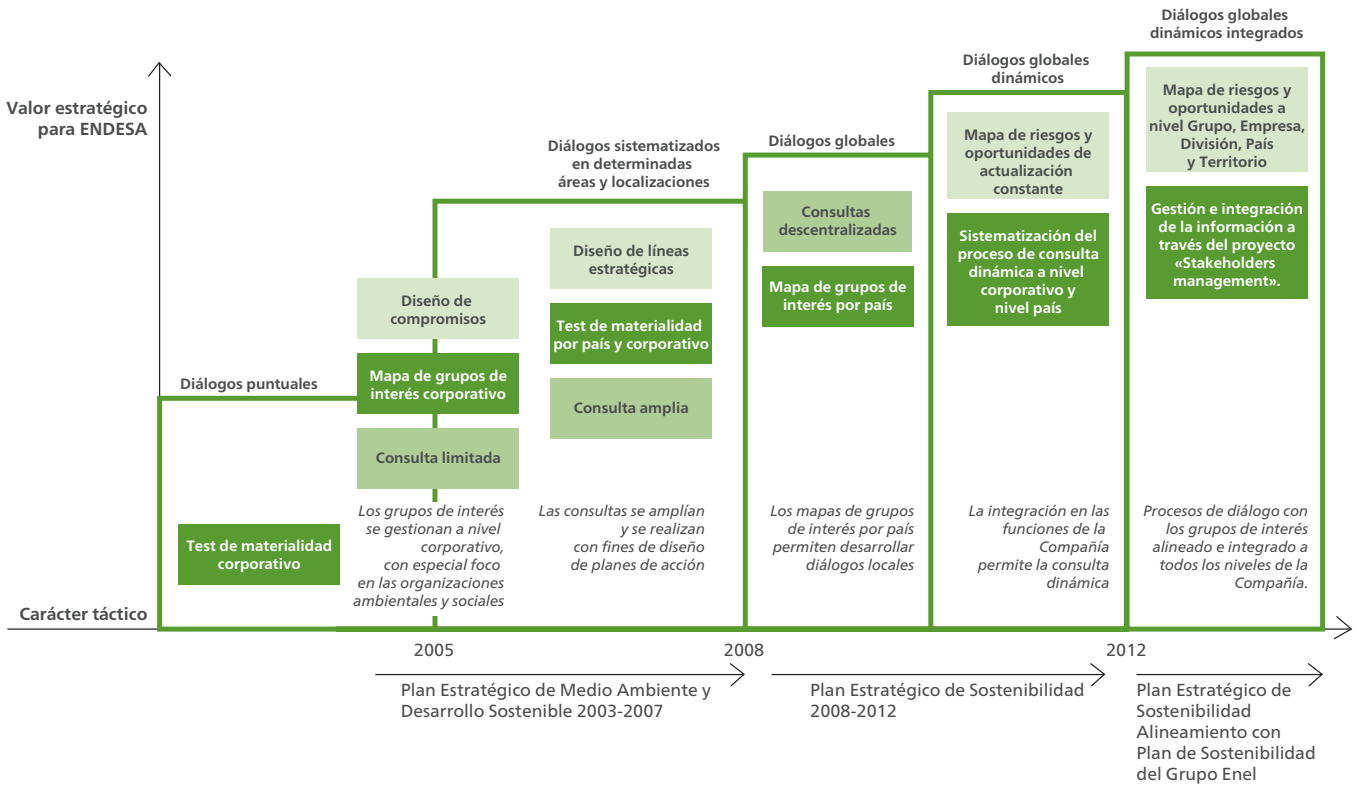 Valor estratégico
para ENDESA
Carácter táctico
Diálogos puntuales
Test de materialidad
corporativo
Diseño de
compromisos
Mapa de grupos de
interés corporativo
Consulta limitada
Los grupos de interés
se gestionan a nivel
corporativo,
con especial foco
en las organizaciones
ambientales y sociales
Diálogos sistematizados
en determinadas
áreas y localizaciones
Diseño de líneas
estratégicas
Test de materialidad
por país y corporativo
Consulta amplia
Las consultas se amplían
y se realizan
con fines de diseño
de planes de acción
Diálogos globales
Consultas
descentralizadas
Mapa de grupos de
interés por país
Los mapas de grupos
de interés por país
permiten desarrollar
diálogos locales
Diálogos globales
dinámicos
Mapa de riesgos y
oportunidades de
actualización
constante
Sistematización del
proceso de consulta
dinámica a nivel
corporativo y
nivel país
La integración en las
funciones de la
Compañía
permite la consulta
dinámica
Diálogos globales
dinámicos integrados
Mapa de riesgos y
oportunidades a
nivel Grupo, Empresa,
División, País
y Territorio
Gestión e integración
de la información a
través del proyecto
«Stakeholders
management».
Procesos de diálogo con
los grupos de interés
alineado e integrado a
todos los niveles de la
Compañía.
2005
2008
2012
Plan Estratégico de Medio Ambiente y
Desarrollo Sostenible 2003-2007
Plan Estratégico de Sostenibilidad
2008-2012
Plan Estratégico de
Sostenibilidad
Alineamiento con
Plan de Sostenibilidad
del Grupo Enel